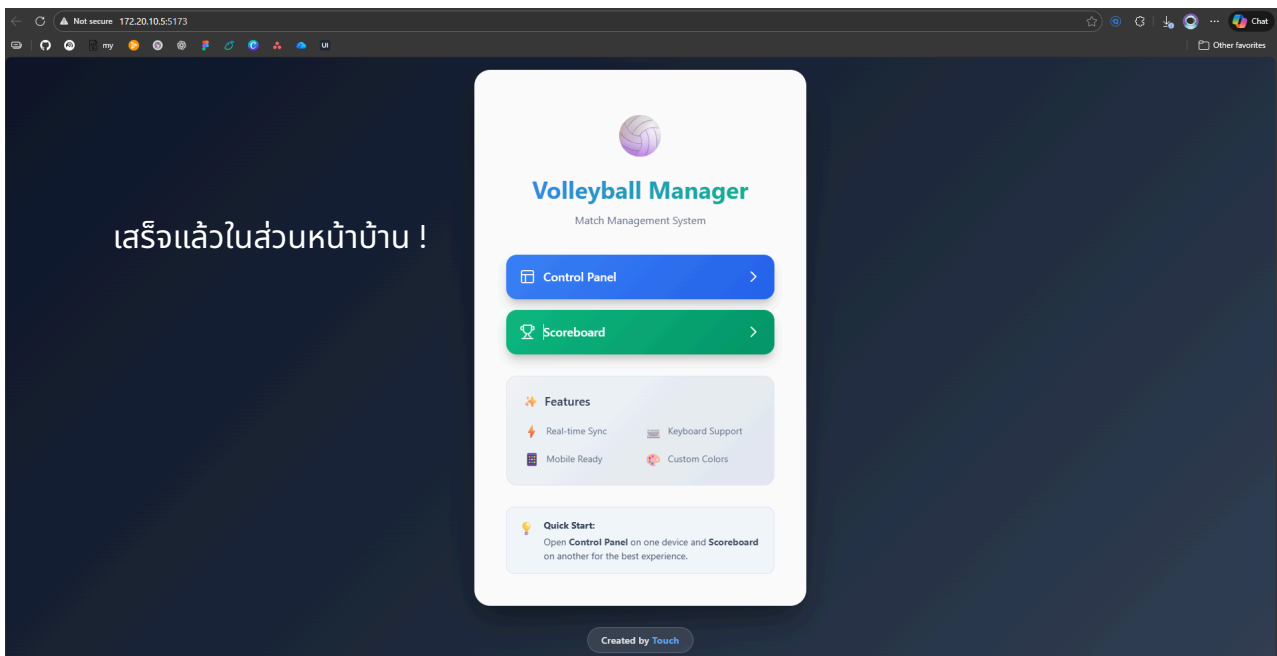 Not secure 172.20.10.5:5173
Chat
my
UI
Other favorites
Volleyball Manager
Match Management System
เสร็จแล้วในส่วนหน้าบ้าน !
Control Panel
Scoreboard
Features
Real-time Sync
Keyboard Support
Mobile Ready
Custom Colors
Quick Start:
Open Control Panel on one device and Scoreboard
on another for the best experience.
Created by Touch